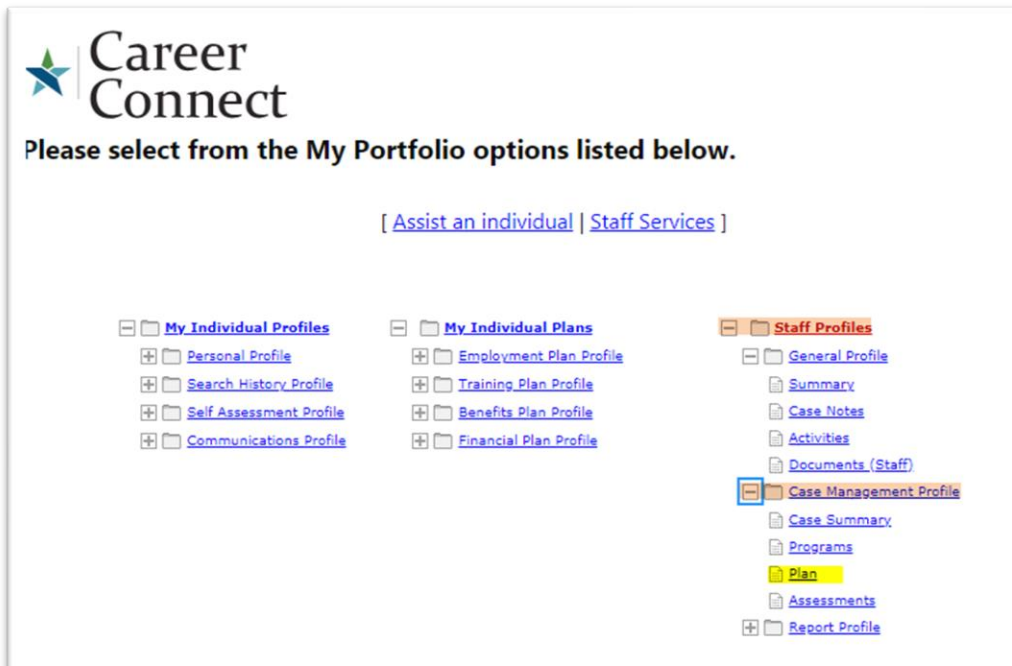 Career
Connect
Please select from the My Portfolio options listed below.
[ Assist an individual | Staff Services ]
My Individual Profiles
Personal Profile
Search History Profile
Self Assessment Profile
Communications Profile
My Individual Plans
Employment Plan Profile
Training Plan Profile
Benefits Plan Profile
Financial Plan Profile
Staff Profiles
General Profile
Summary
Case Notes
Activities
Documents (Staff)
Case Management Profile
Case Summary
Programs
Plan
Assessments
Report Profile